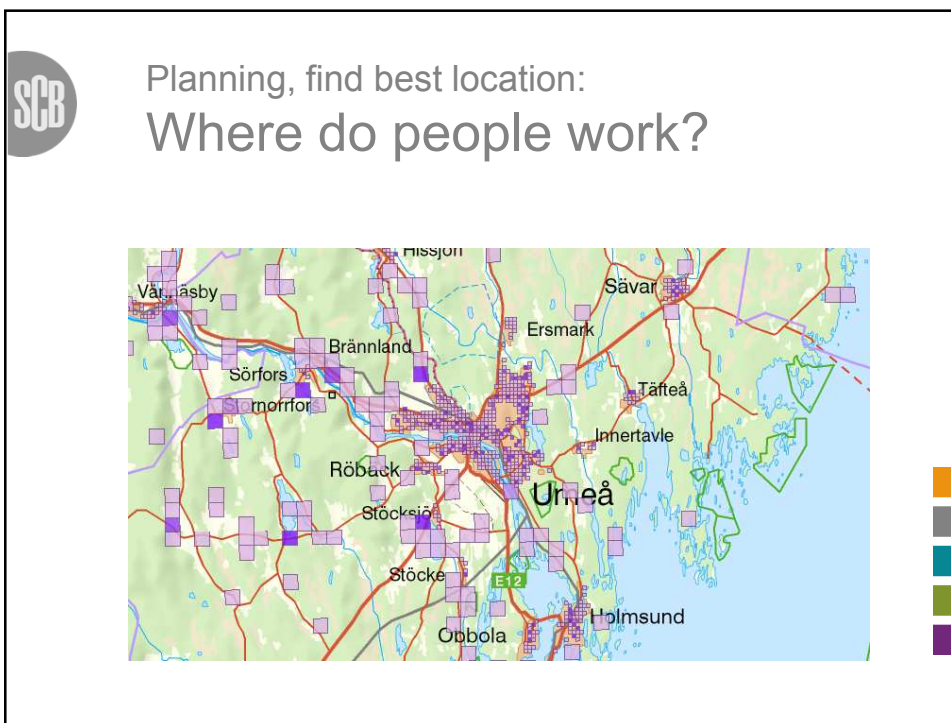 SCB
Planning, find best location:
Where do people work?
Hissjön
Sävar
Ersmark
Brännland
Sörfors
Stornorrfors
Täfteå
Innertavle
Röbäck
Umeå
Stöcksjö
Stöcke
E12
Holmsund
Obbola